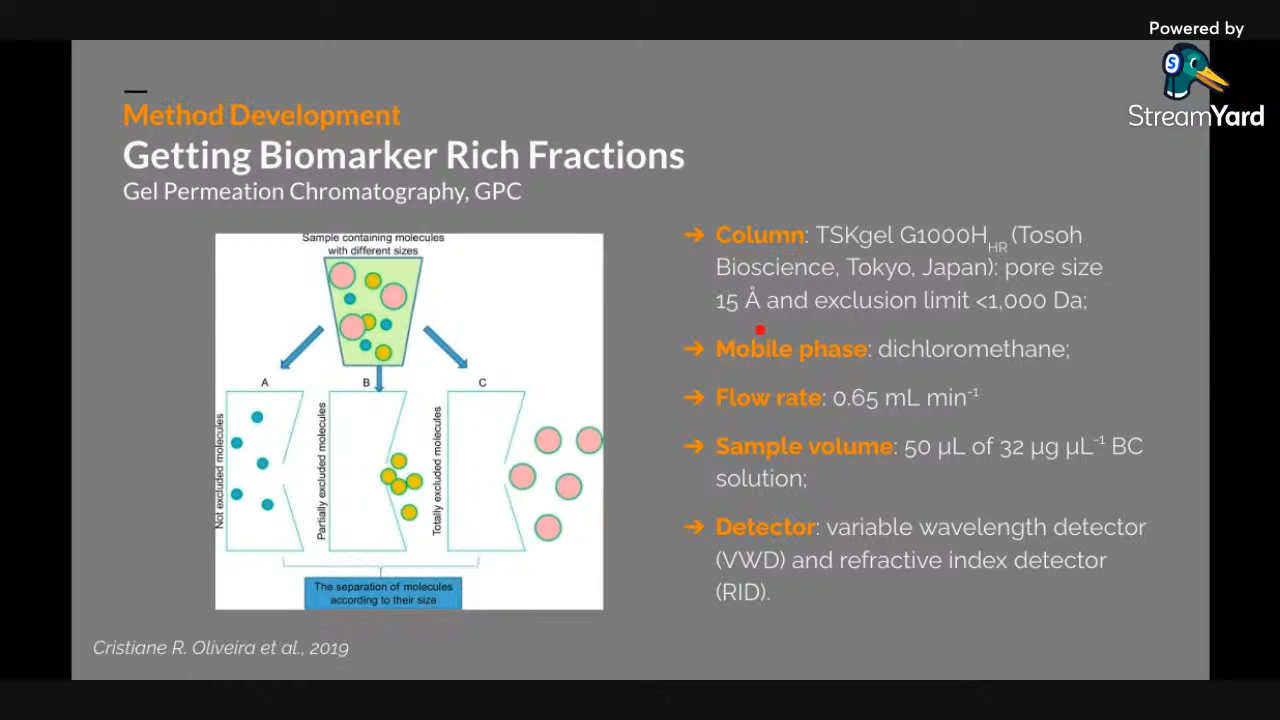 Powered by
StreamYard
Method Development
Getting Biomarker Rich Fractions
Gel Permeation Chromatography, GPC
Sample containing molecules
with different sizes
A
B
C
Not excluded molecules
Partially excluded molecules
Totally excluded molecules
The separation of molecules
according to their size
➔ Column: TSKgel G1000H_HR (Tosoh
Bioscience, Tokyo, Japan): pore size
15 Å and exclusion limit <1,000 Da;
➔ Mobile phase: dichloromethane;
➔ Flow rate: 0.65 mL min⁻¹
➔ Sample volume: 50 µL of 32 µg µL⁻¹ BC
solution;
➔ Detector: variable wavelength detector
(VWD) and refractive index detector
(RID).
Cristiane R. Oliveira et al., 2019